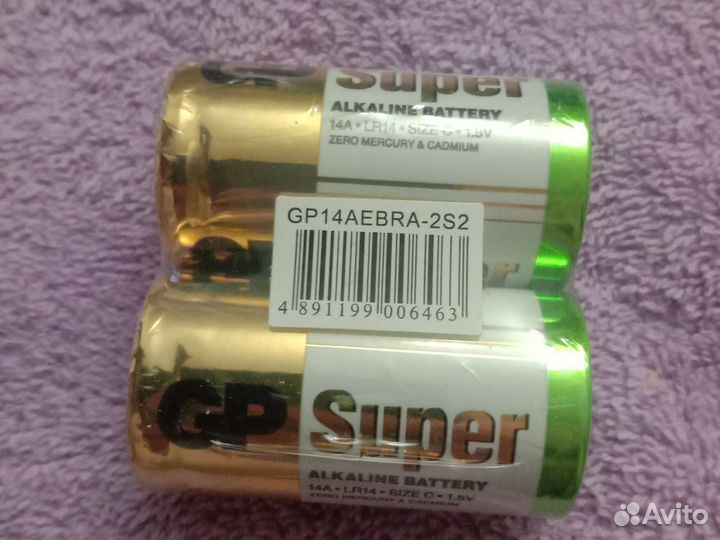 GP Super
ALKALINE BATTERY
14A • LR14 • SIZE C • 1.5V
ZERO MERCURY & CADMIUM
GP14AEBRA-2S2
4 891199 006463
GP Super
ALKALINE BATTERY
14A • LR14 • SIZE C • 1.5V
ZERO MERCURY & CADMIUM
Avito